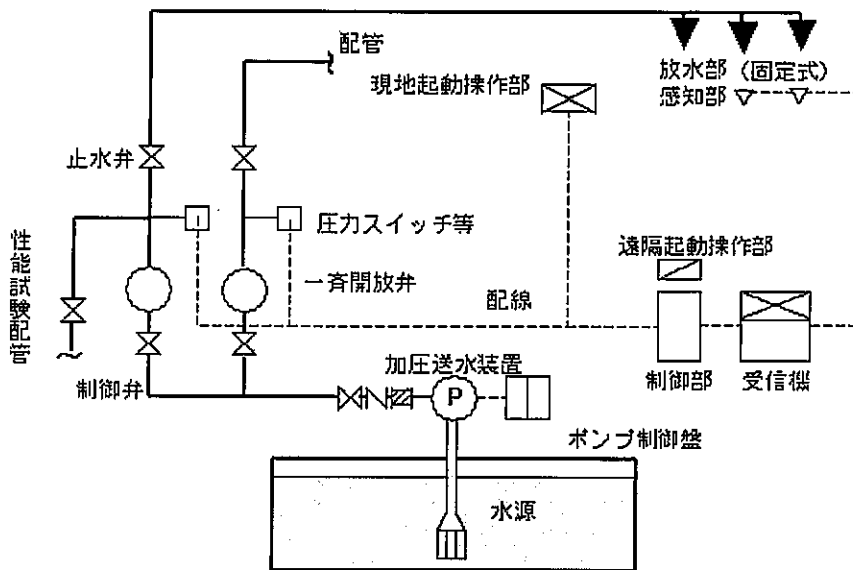 配管
放水部 (固定式)
感知部
現地起動操作部
止水弁
圧力スイッチ等
性能試験配管
一斉開放弁
遠隔起動操作部
配線
制御弁
加圧送水装置
制御部
受信機
P
ポンプ制御盤
水源